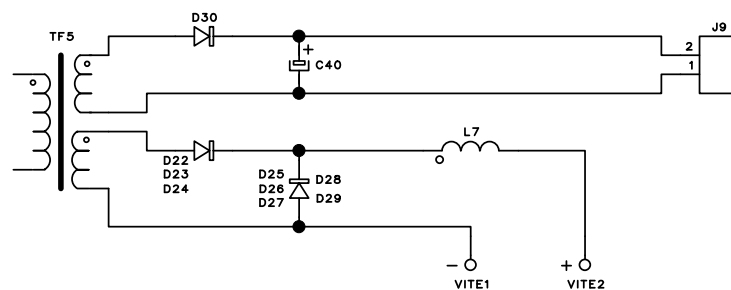 D30
J9
TF5
2
+
C40
1
L7
D22
D23
D24
D25
D26
D27
D28
D29
−
+
VITE1
VITE2